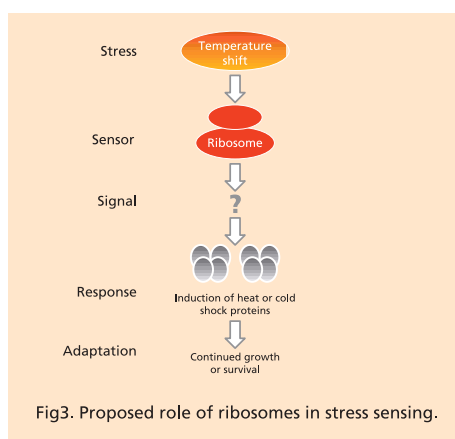 Stress
Temperature
shift
Sensor
Ribosome
Signal
?
Response
Induction of heat or cold
shock proteins
Adaptation
Continued growth
or survival
Fig3. Proposed role of ribosomes in stress sensing.